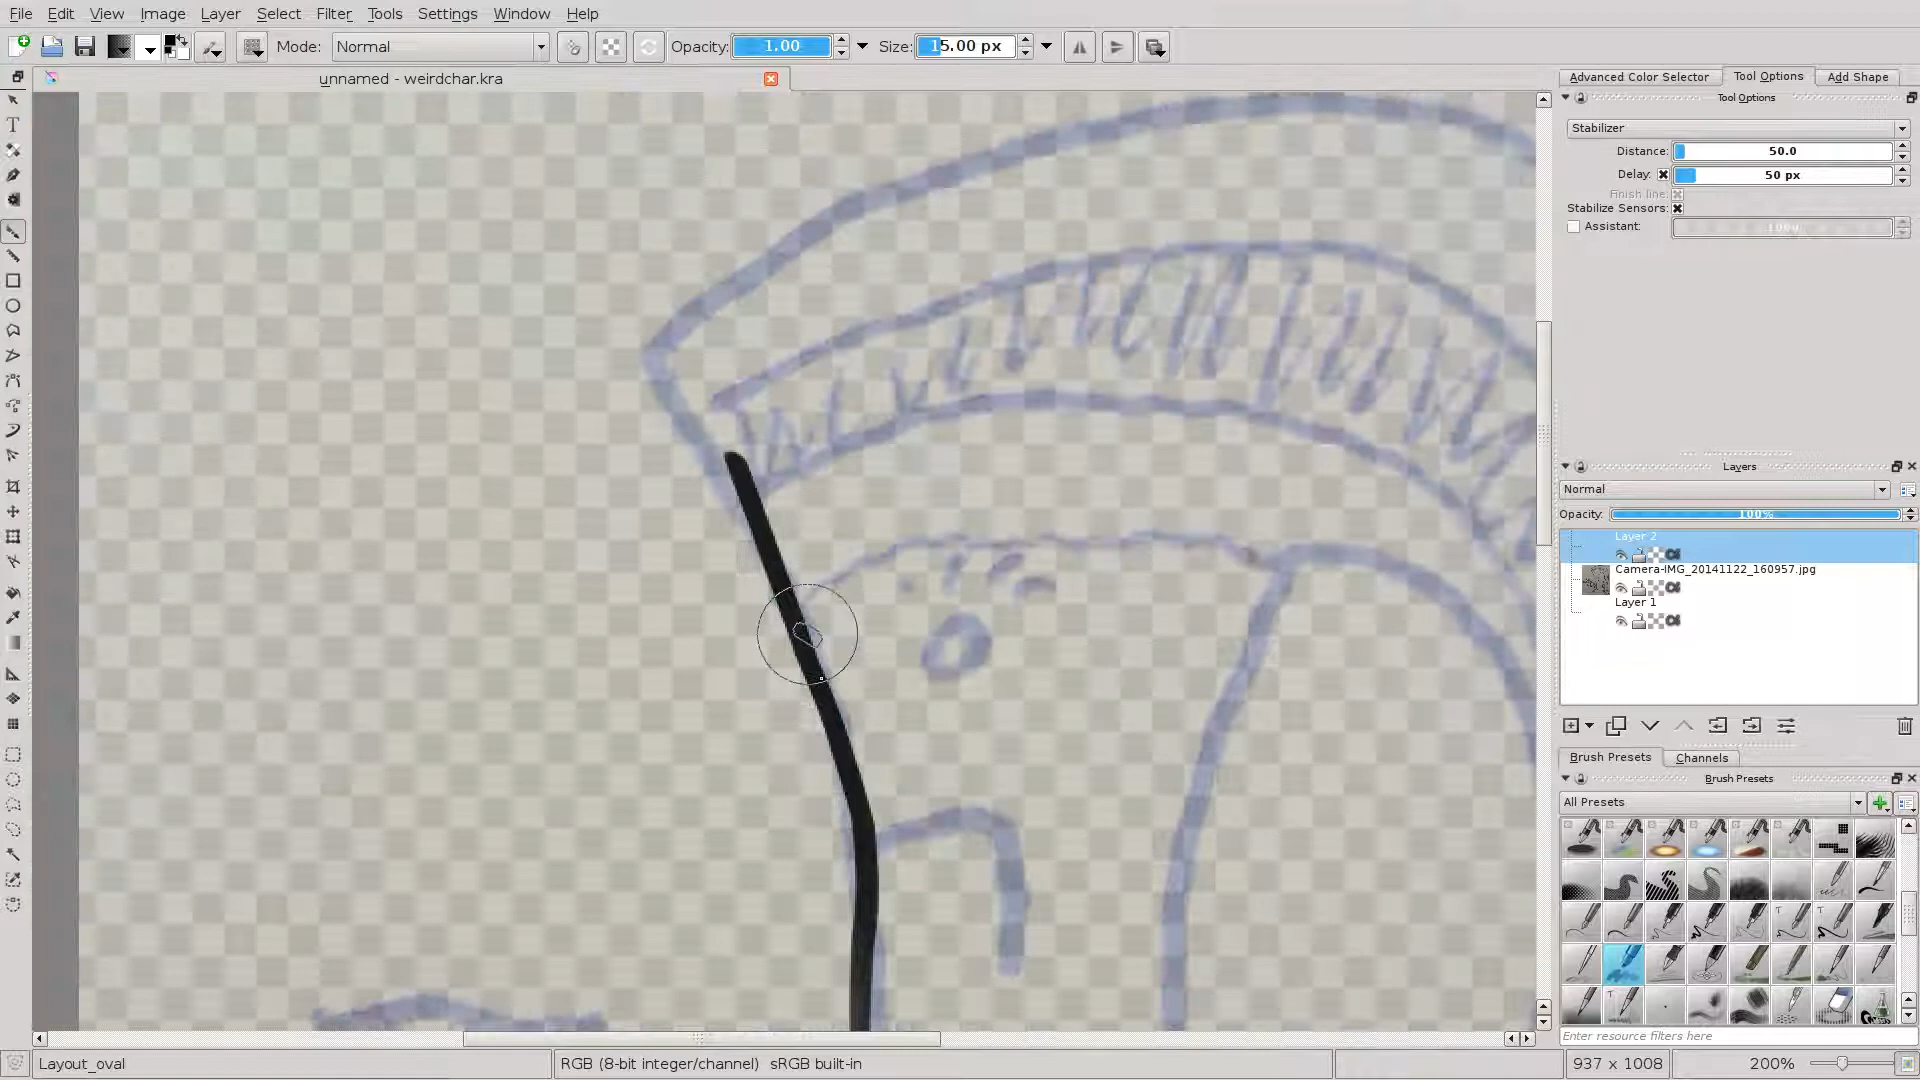 File Edit View Image Layer Select Filter Tools Settings Window Help
Mode: Normal Opacity: 1.00 Size: 15.00 px
unnamed - weirdchar.kra
Advanced Color Selector Tool Options Add Shape
Tool Options
Stabilizer
Distance: 50.0
Delay: 50 px
Finish line:
Stabilize Sensors:
Assistant:
Layers
Normal
Opacity: 100%
Layer 2
Camera-IMG_20141122_160957.jpg
Layer 1
Brush Presets Channels
Brush Presets
All Presets
Enter resource filters here
Layout_oval RGB (8-bit integer/channel) sRGB built-in 937 x 1008 200%